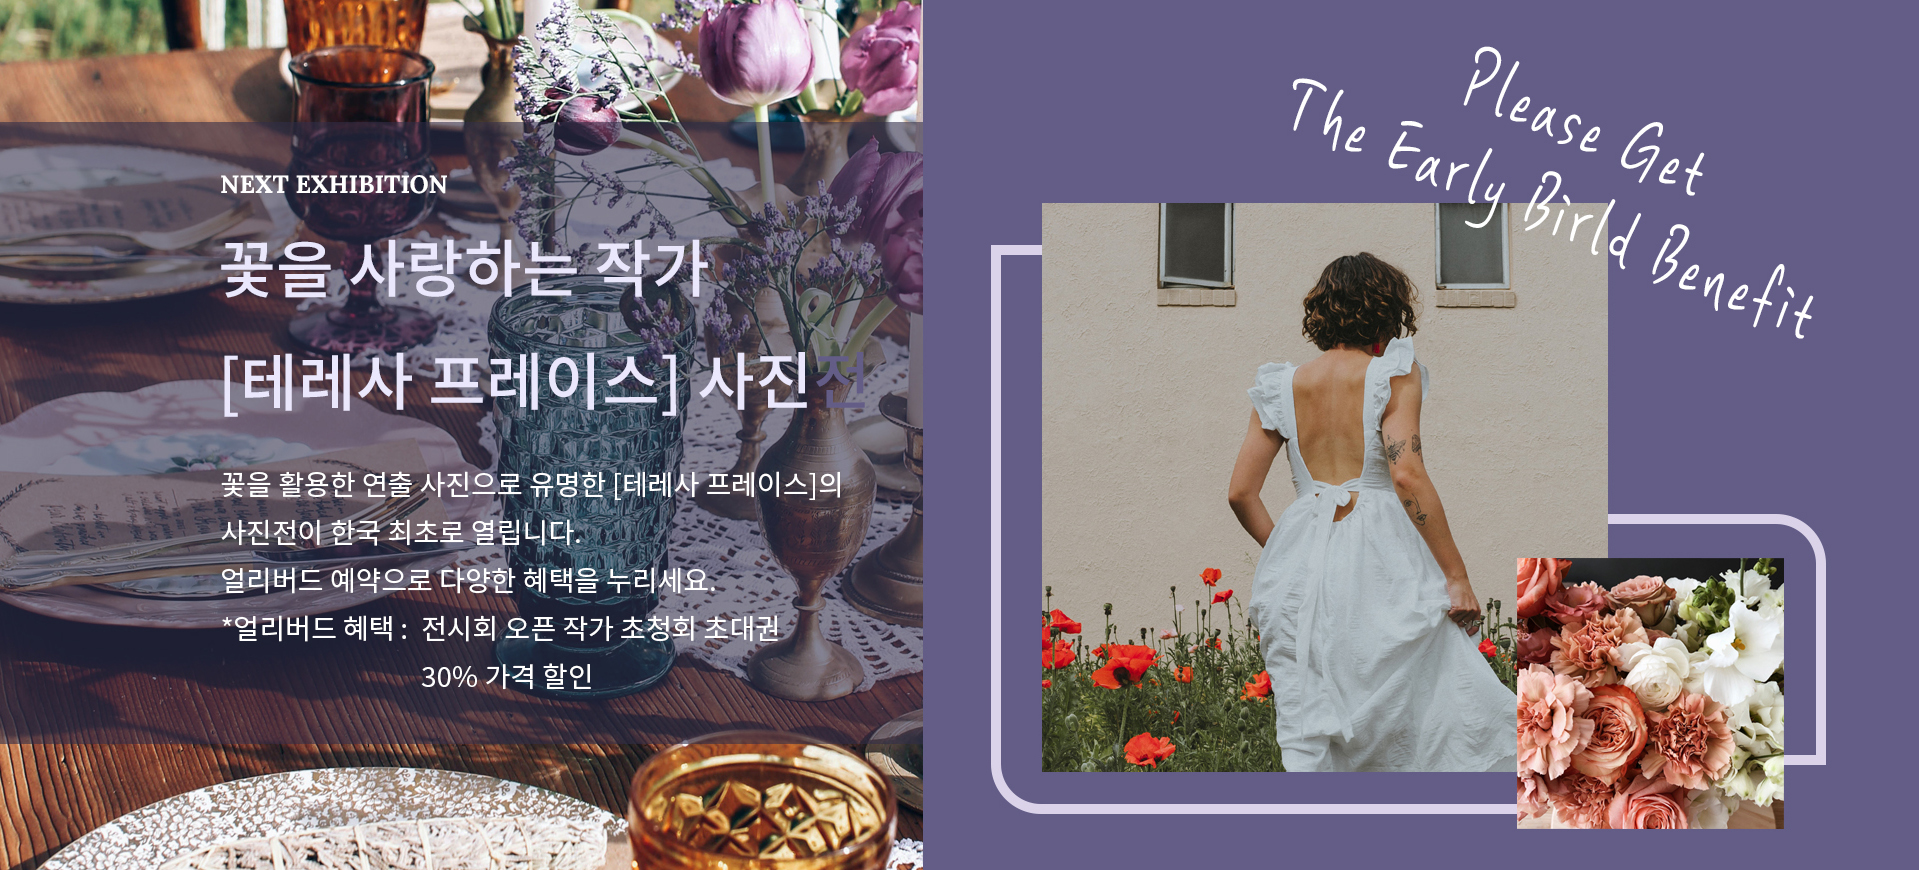 NEXT EXHIBITION
꽃을 사랑하는 작가
[테레사 프레이스] 사진전
꽃을 활용한 연출 사진으로 유명한 [테레사 프레이스]의
사진전이 한국 최초로 열립니다.
얼리버드 예약으로 다양한 혜택을 누리세요.
*얼리버드 혜택 : 전시회 오픈 작가 초청회 초대권
30% 가격 할인
Please Get
The Early Birld Benefit